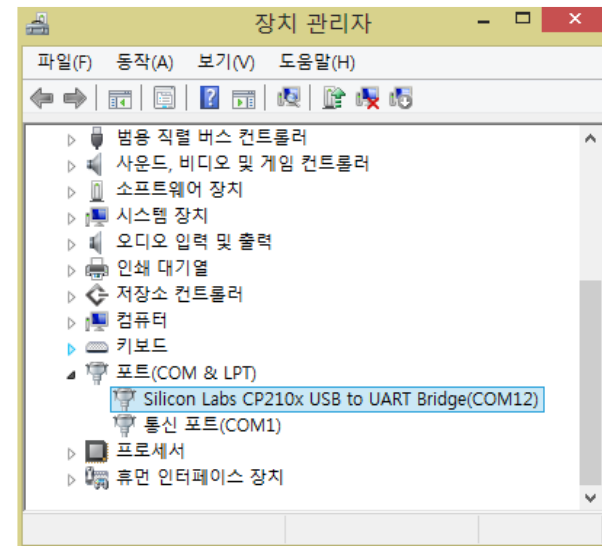 장치 관리자
파일(F) 동작(A) 보기(V) 도움말(H)
범용 직렬 버스 컨트롤러
사운드, 비디오 및 게임 컨트롤러
소프트웨어 장치
시스템 장치
오디오 입력 및 출력
인쇄 대기열
저장소 컨트롤러
컴퓨터
키보드
포트(COM & LPT)
Silicon Labs CP210x USB to UART Bridge(COM12)
통신 포트(COM1)
프로세서
휴먼 인터페이스 장치